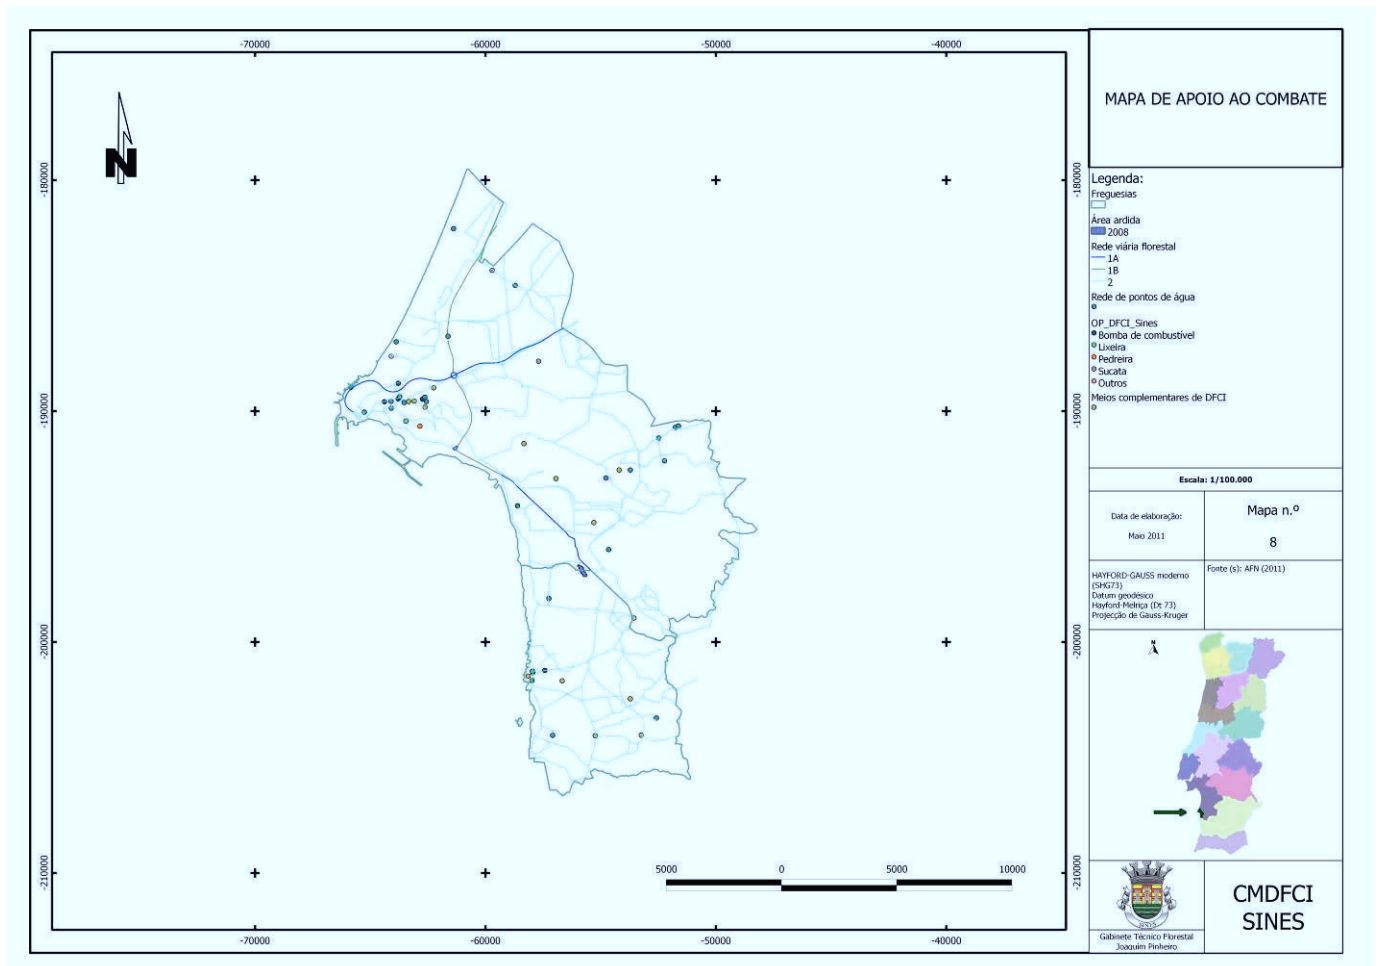 -70000
-60000
-50000
-40000
MAPA DE APOIO AO COMBATE
N
-180000
-180000
Legenda:
Freguesias
Área ardida
2008
Rede viária florestal
1A
1B
2
Rede de pontos de água
OP_DFCI_Sines
Bomba de combustível
Lixeira
Pedreira
Sucata
Outros
Meios complementares de DFCI
-190000
-190000
Escala: 1/100.000
Data de elaboração:
Maio 2011
Mapa n.º
8
HAYFORD-GAUSS moderno
(SHG73)
Datum geodésico
Hayford-Melriça (Dt 73)
Projecção de Gauss-Kruger
Fonte (s): AFN (2011)
-200000
-200000
N
5000
0
5000
10000
-210000
-210000
CMDFCI
SINES
Gabinete Técnico Florestal
Joaquim Pinheiro
-70000
-60000
-50000
-40000